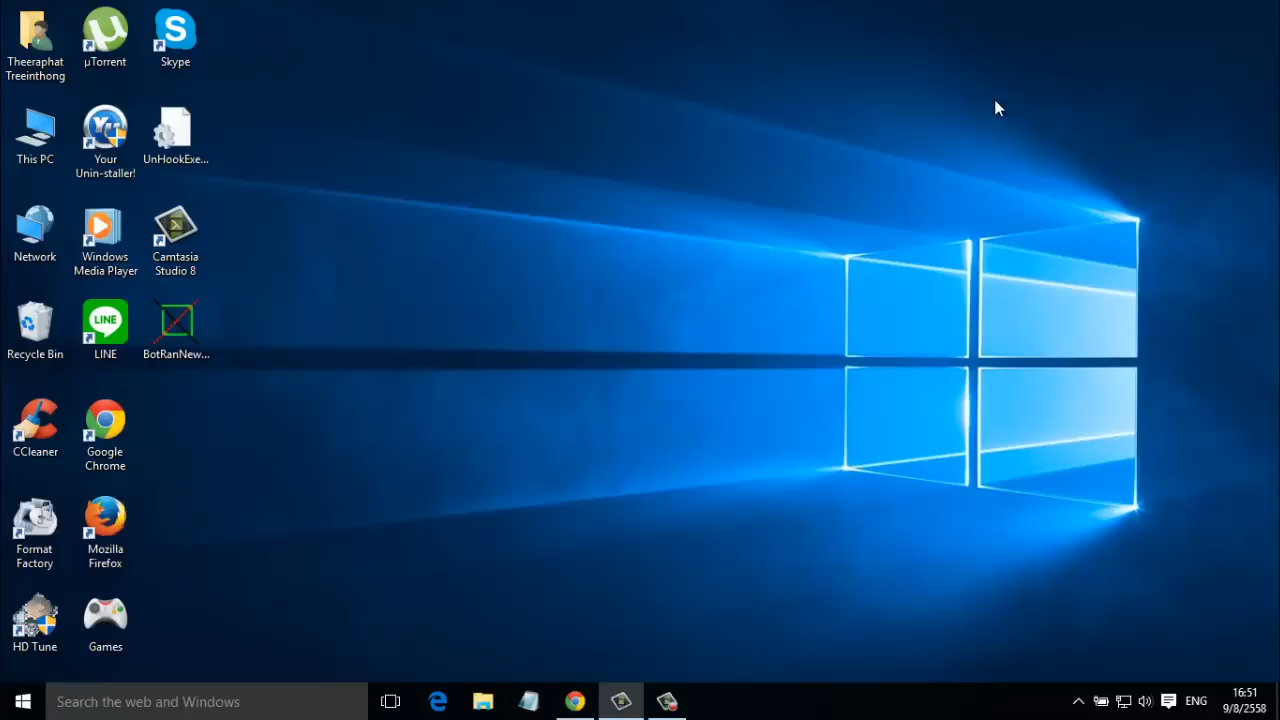 Theeraphat
Treeinthong
µTorrent
Skype
This PC
Your
Unin-staller!
UnHookExe...
Network
Windows
Media Player
Camtasia
Studio 8
Recycle Bin
LINE
LINE
BotRanNew...
CCleaner
Google
Chrome
Format
Factory
Mozilla
Firefox
HD Tune
Games
Search the web and Windows
ENG
16:51
9/8/2558